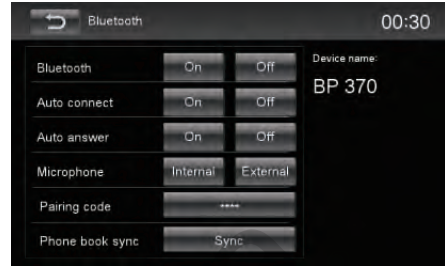 Bluetooth
00:30
Bluetooth On Off
Device name:
BP 370
Auto connect On Off
Auto answer On Off
Microphone Internal External
Pairing code ****
Phone book sync Sync